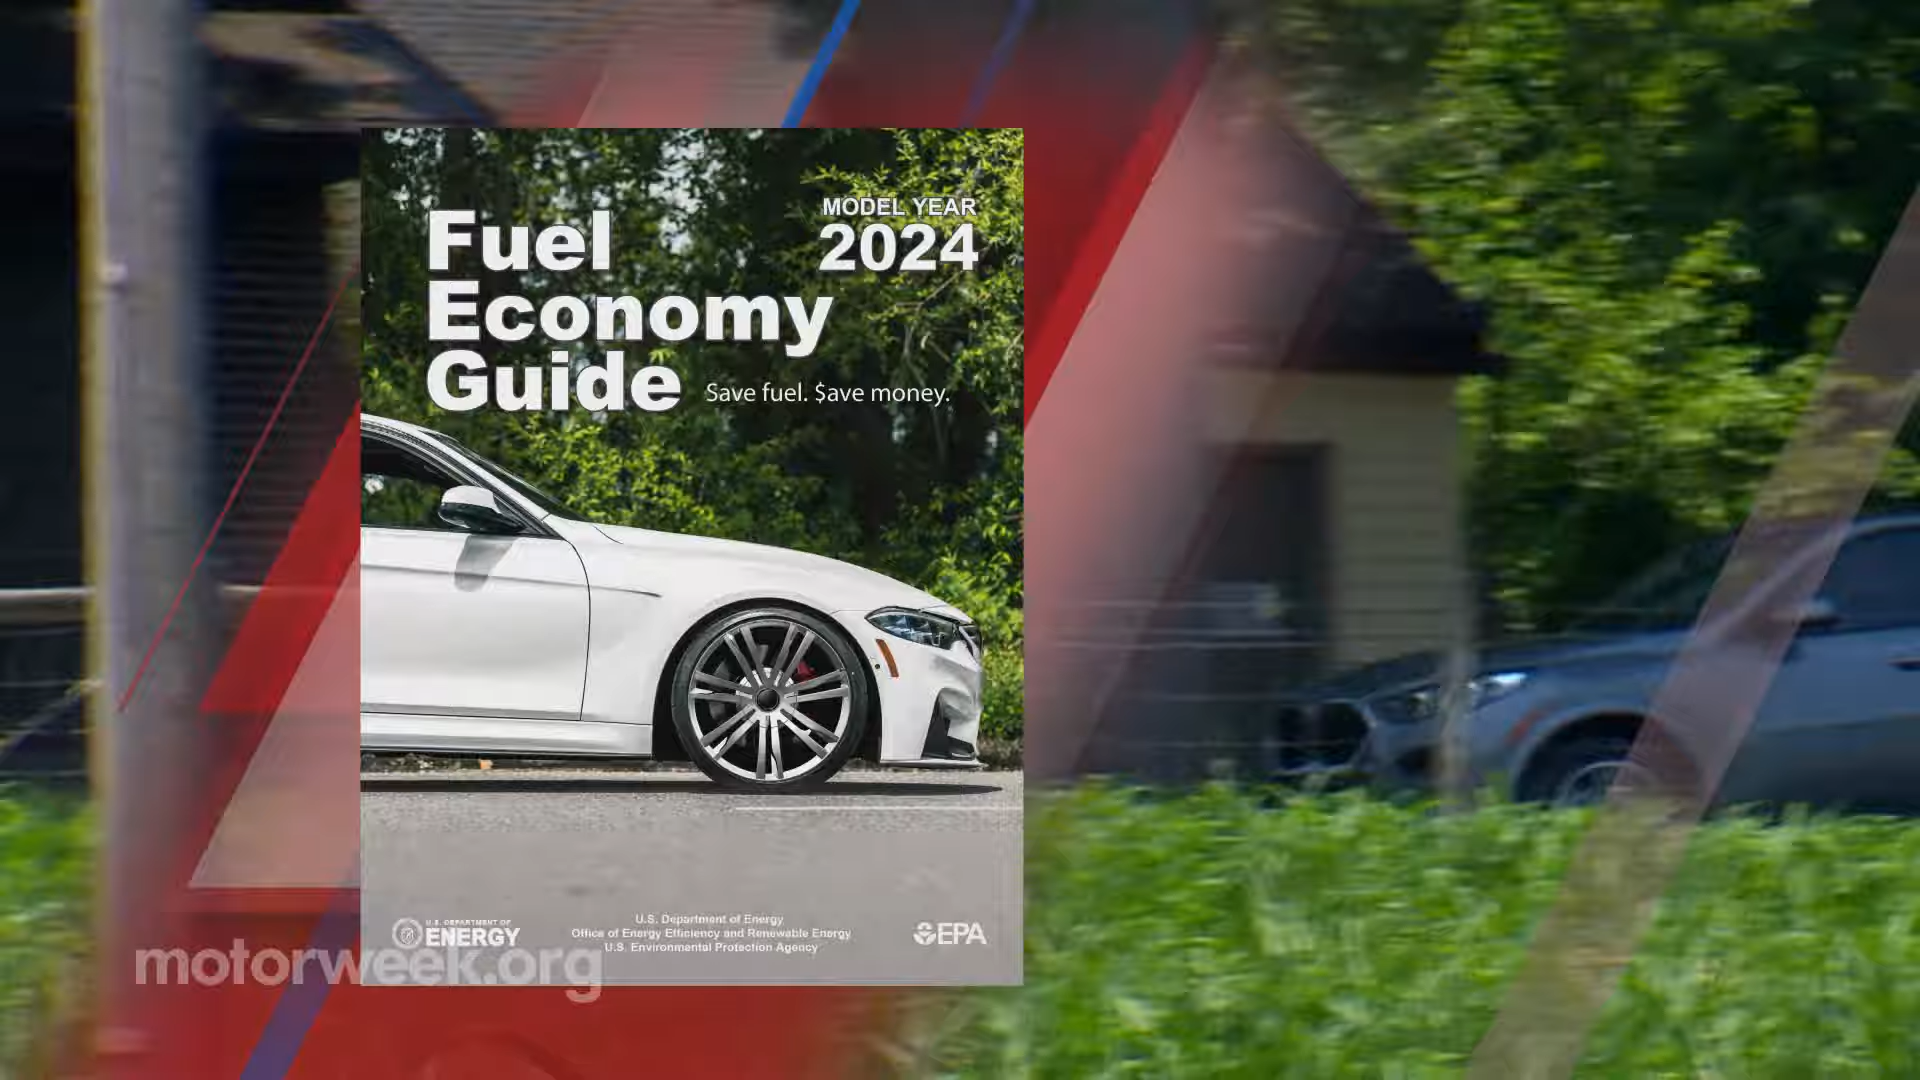 MODEL YEAR
2024
Fuel
Economy
Guide
Save fuel. $ave money.
U.S. DEPARTMENT OF
ENERGY
U.S. Department of Energy
Office of Energy Efficiency and Renewable Energy
U.S. Environmental Protection Agency
EPA
motorweek.org